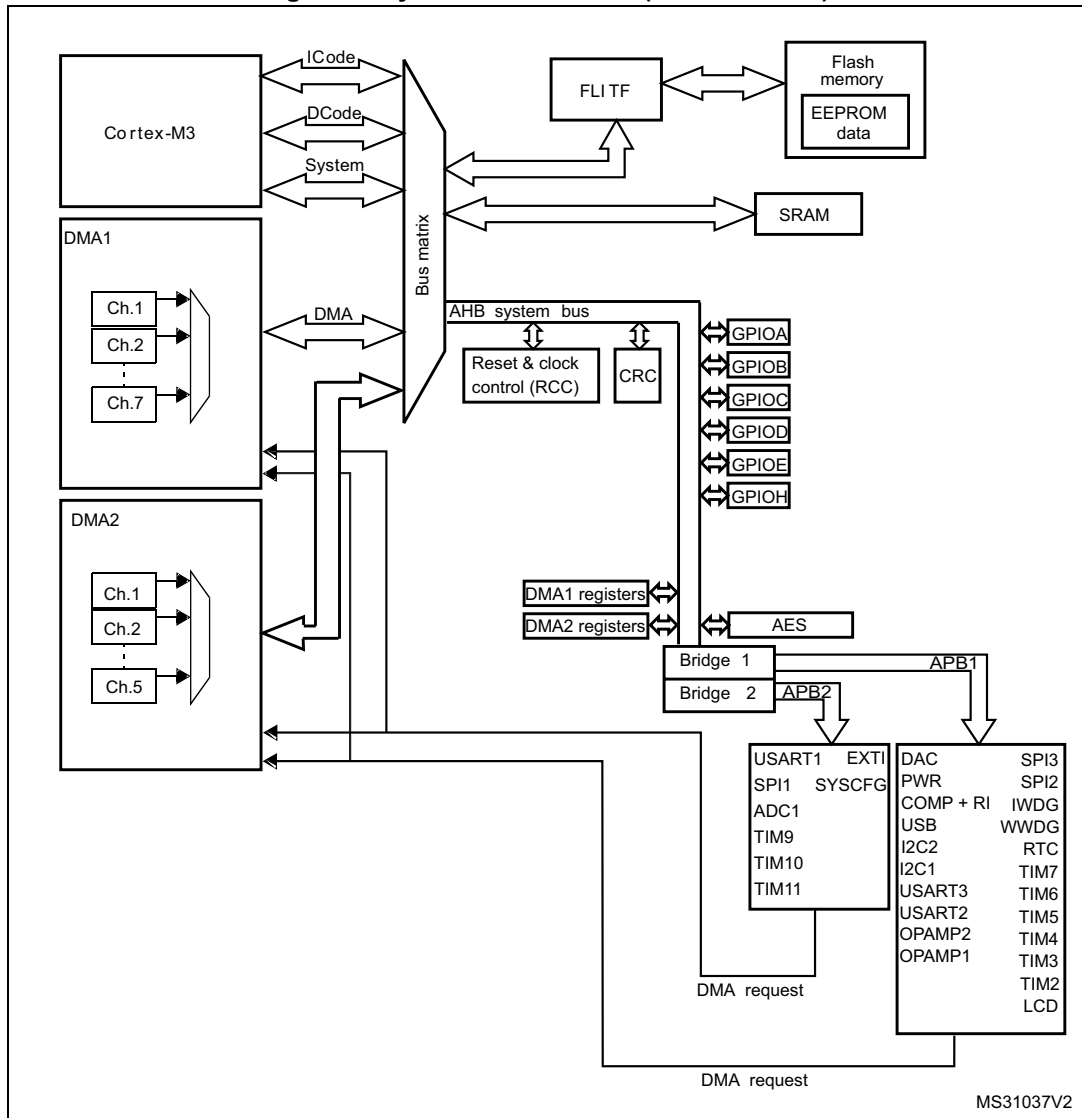 ICode
Cortex-M3
DCode
System
Bus matrix
FLITF
Flash
memory
EEPROM
data
SRAM
DMA1
Ch.1
Ch.2
Ch.7
DMA
AHB system bus
Reset & clock
control (RCC)
CRC
GPIOA
GPIOB
GPIOC
GPIOD
GPIOE
GPIOH
DMA2
Ch.1
Ch.2
Ch.5
DMA1 registers
DMA2 registers
AES
Bridge 1
Bridge 2
APB1
APB2
USART1 EXTI
SPI1 SYSCFG
ADC1
TIM9
TIM10
TIM11
DAC SPI3
PWR SPI2
COMP + RI IWDG
USB WWDG
I2C2 RTC
I2C1 TIM7
USART3 TIM6
USART2 TIM5
OPAMP2 TIM4
OPAMP1 TIM3
TIM2
LCD
DMA request
DMA request
MS31037V2